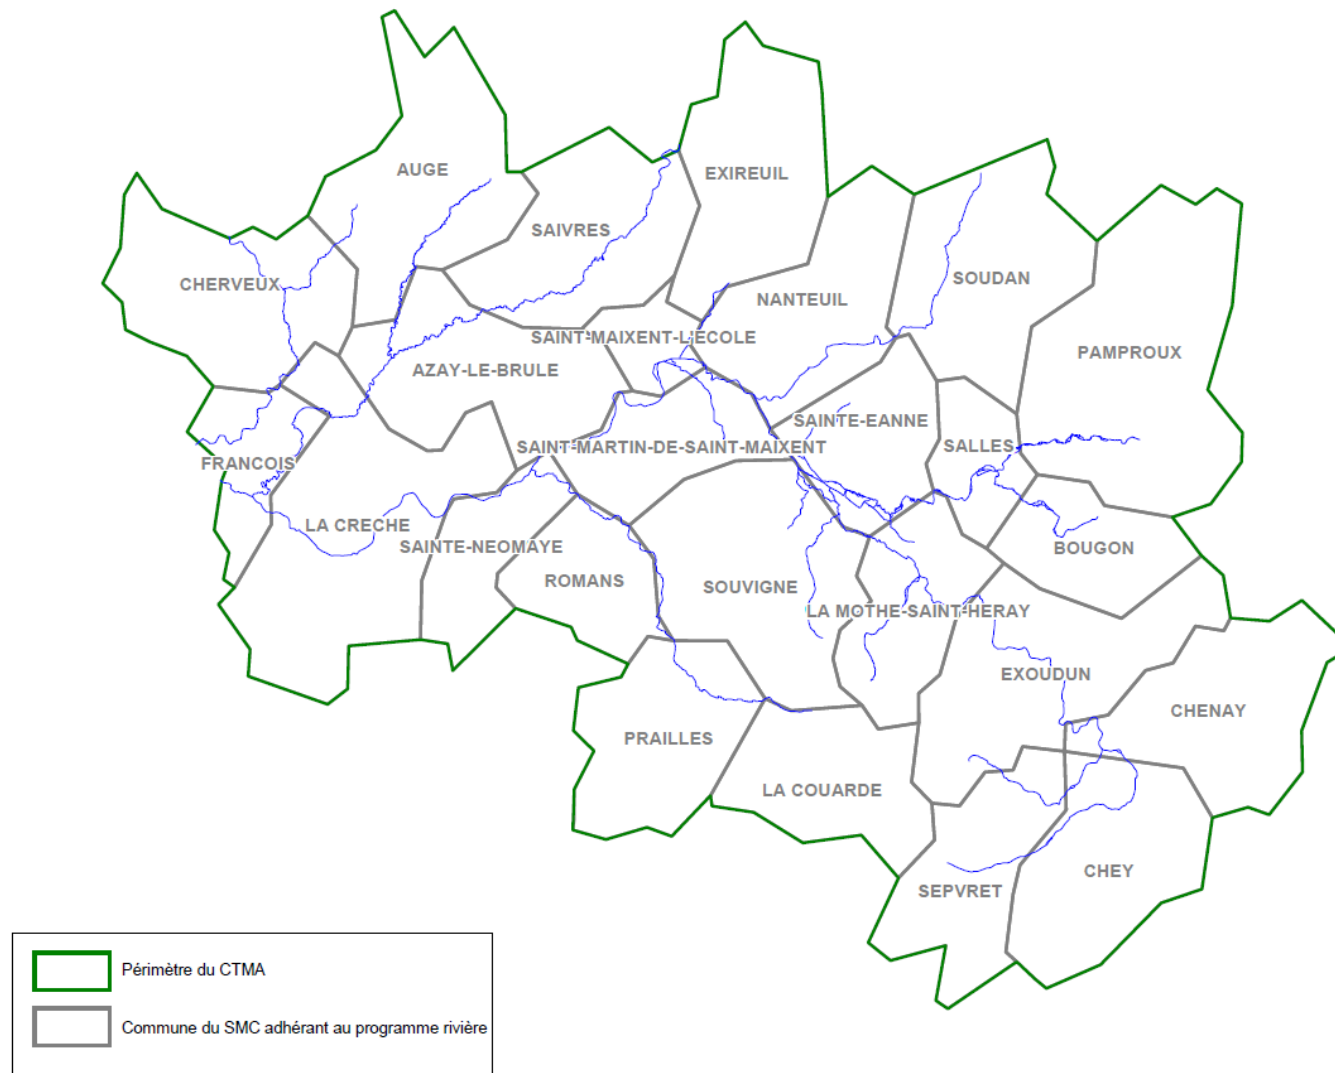 AUGE
EXIREUIL
SAIVRES
CHERVEUX
SOUDAN
NANTEUIL
SAINT-MAIXENT-L'ECOLE
PAMPROUX
AZAY-LE-BRULE
SAINTE-EANNE
SAINT-MARTIN-DE-SAINT-MAIXENT
SALLES
FRANCOIS
LA CRECHE
SAINTE-NEOMAYE
BOUGON
ROMANS
SOUVIGNE
LA MOTHE-SAINT-HERAY
EXOUDUN
CHENAY
PRAILLES
LA COUARDE
CHEY
SEPVRET
Périmètre du CTMA
Commune du SMC adhérant au programme rivière